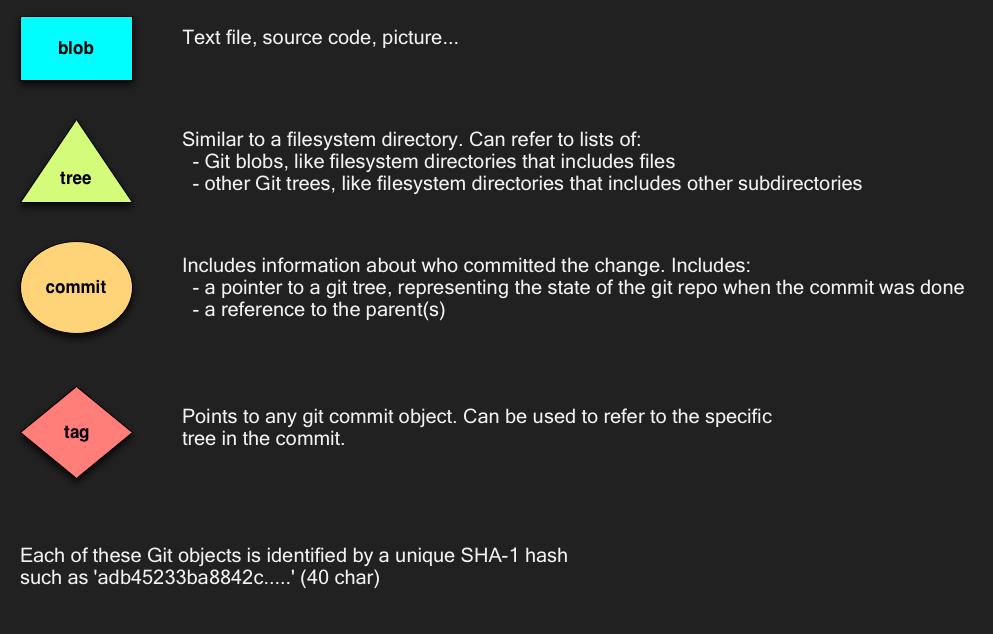 blob
Text file, source code, picture...
tree
Similar to a filesystem directory. Can refer to lists of:
- Git blobs, like filesystem directories that includes files
- other Git trees, like filesystem directories that includes other subdirectories
commit
Includes information about who committed the change. Includes:
- a pointer to a git tree, representing the state of the git repo when the commit was done
- a reference to the parent(s)
tag
Points to any git commit object. Can be used to refer to the specific
tree in the commit.
Each of these Git objects is identified by a unique SHA-1 hash
such as 'adb45233ba8842c.....' (40 char)